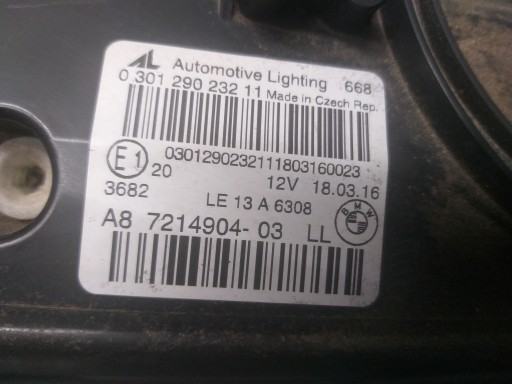 AL Automotive Lighting 668
0 301 290 232 11 Made in Czech Rep.
0301290232111803160023
E1 20 12V 18.03.16
3682 LE 13 A 6308
A8 7214904-03 LL BMW